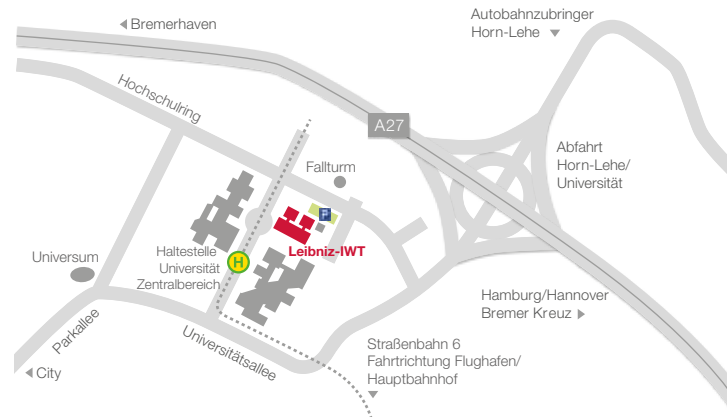 Autobahnzubringer
Horn-Lehe
Bremerhaven
Hochschulring
A27
Abfahrt
Horn-Lehe/
Universität
Fallturm
P
Leibniz-IWT
Haltestelle
Universität
Zentralbereich
H
Universum
Parkallee
Universitätsallee
City
Hamburg/Hannover
Bremer Kreuz
Straßenbahn 6
Fahrtrichtung Flughafen/
Hauptbahnhof